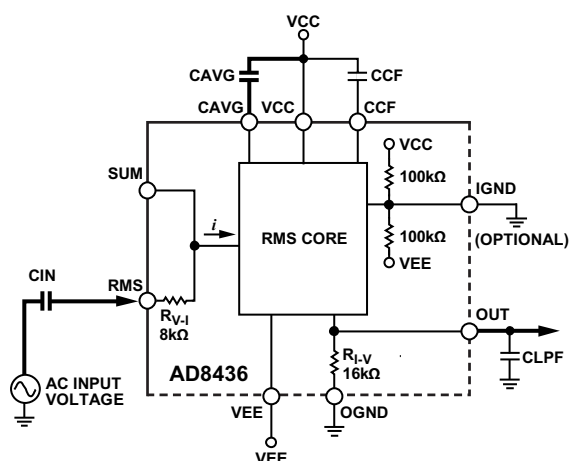 VCC
CAVG
CCF
CAVG
VCC
CCF
SUM
VCC
100kΩ
IGND
i
RMS CORE
100kΩ
(OPTIONAL)
VEE
CIN
RMS
RV-I
8kΩ
OUT
RI-V
16kΩ
CLPF
AC INPUT
VOLTAGE
AD8436
VEE
OGND
VEE